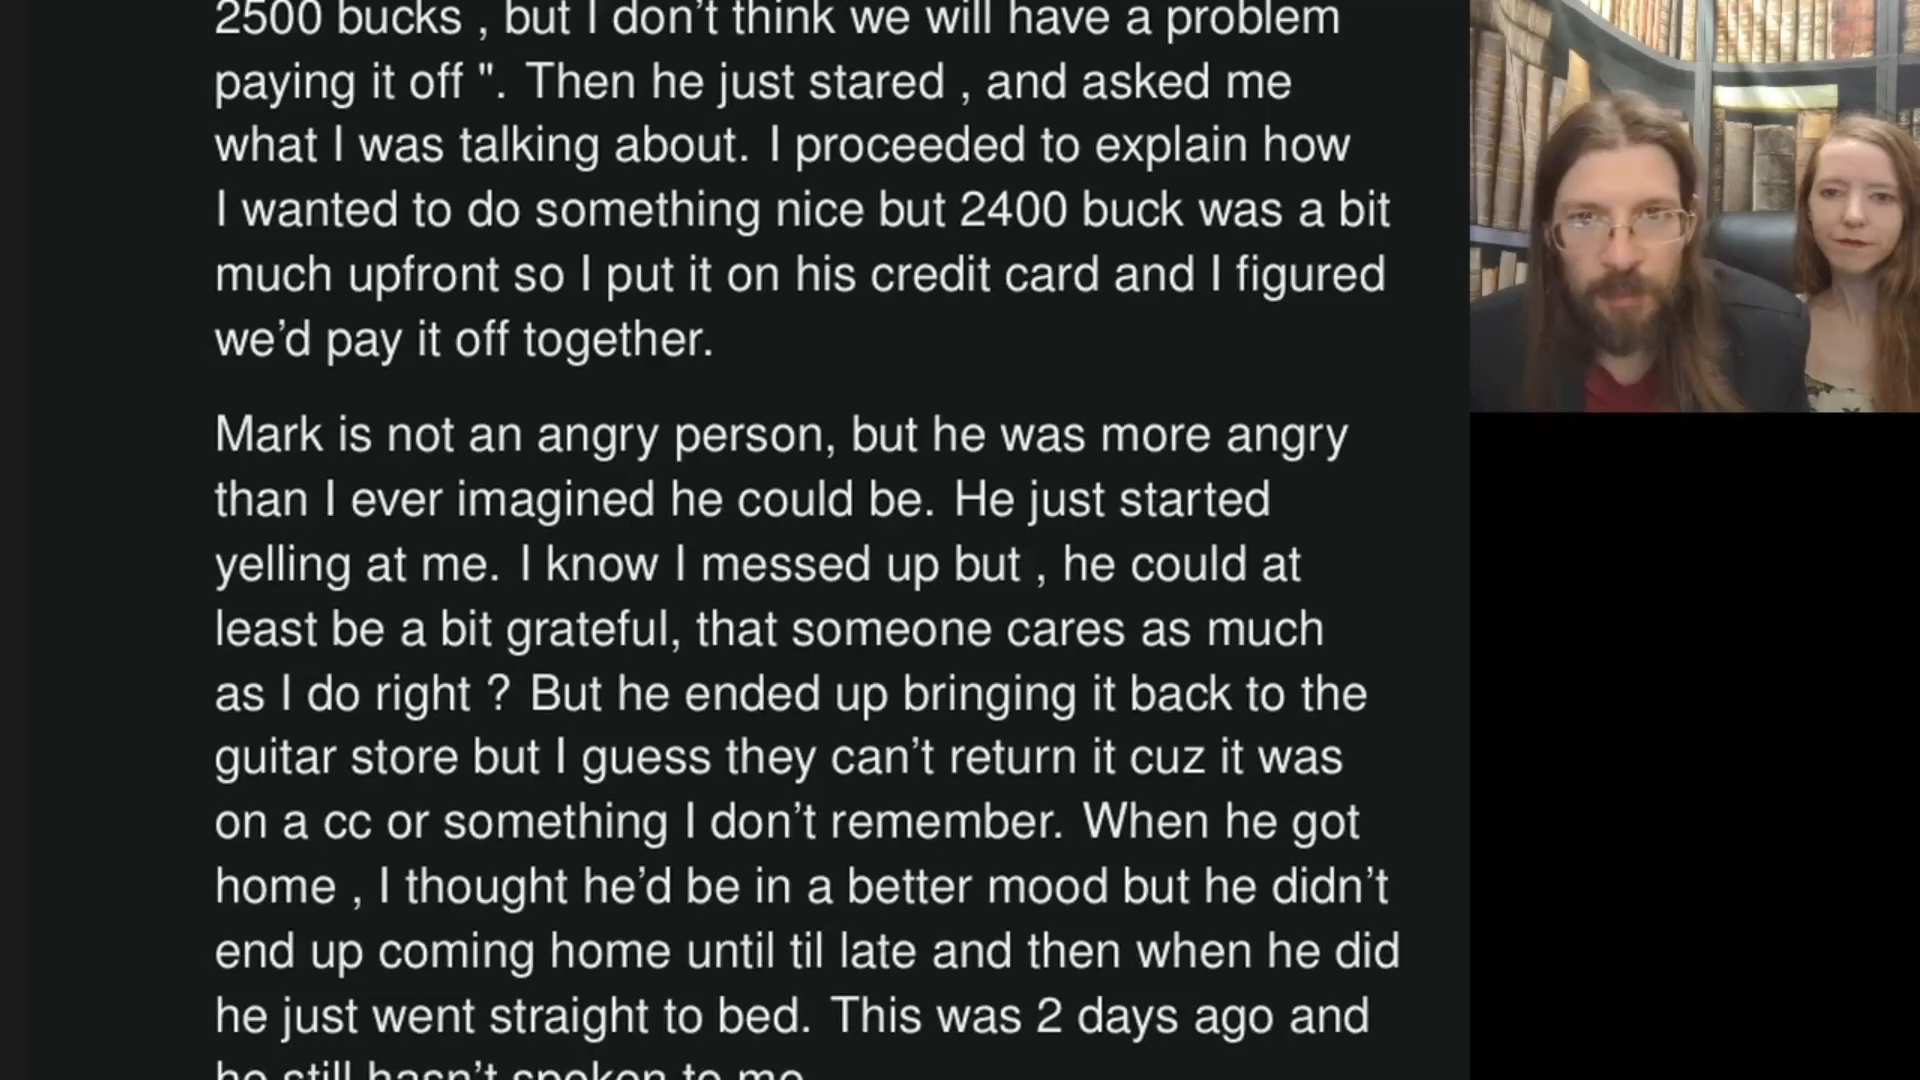 2500 bucks , but I don’t think we will have a problem
paying it off ". Then he just stared , and asked me
what I was talking about. I proceeded to explain how
I wanted to do something nice but 2400 buck was a bit
much upfront so I put it on his credit card and I figured
we’d pay it off together.
Mark is not an angry person, but he was more angry
than I ever imagined he could be. He just started
yelling at me. I know I messed up but , he could at
least be a bit grateful, that someone cares as much
as I do right ? But he ended up bringing it back to the
guitar store but I guess they can’t return it cuz it was
on a cc or something I don’t remember. When he got
home , I thought he’d be in a better mood but he didn’t
end up coming home until til late and then when he did
he just went straight to bed. This was 2 days ago and
he still hasn’t spoken to me